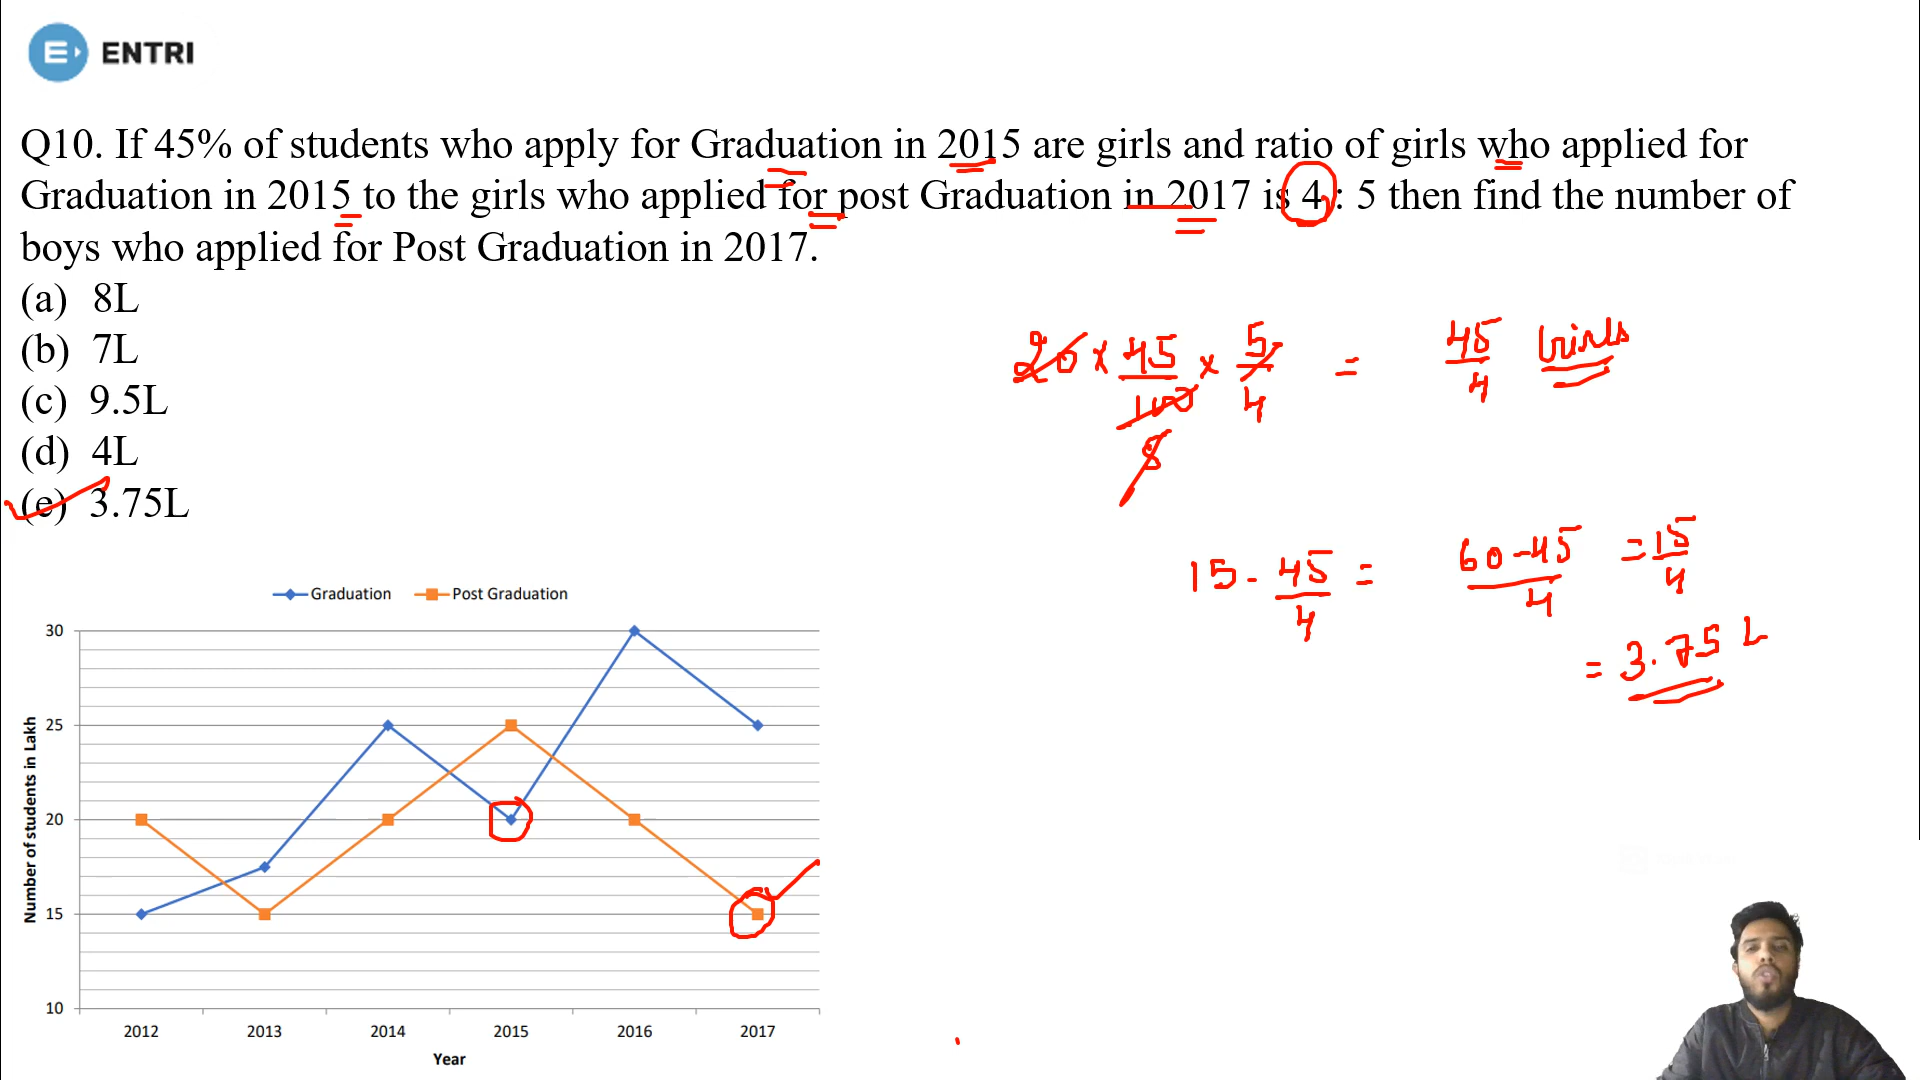 ENTRI
Q10. If 45% of students who apply for Graduation in 2015 are girls and ratio of girls who applied for
Graduation in 2015 to the girls who applied for post Graduation in 2017 is 4 : 5 then find the number of
boys who applied for Post Graduation in 2017.
(a) 8L
(b) 7L
(c) 9.5L
(d) 4L
(e) 3.75L
20 × 45/100 × 5/4 = 45/4 Girls
5
15 - 45/4 = 60-45/4 = 15/4
= 3.75 L
Graduation Post Graduation
Number of students in Lakh
30
25
20
15
10
2012 2013 2014 2015 2016 2017
Year